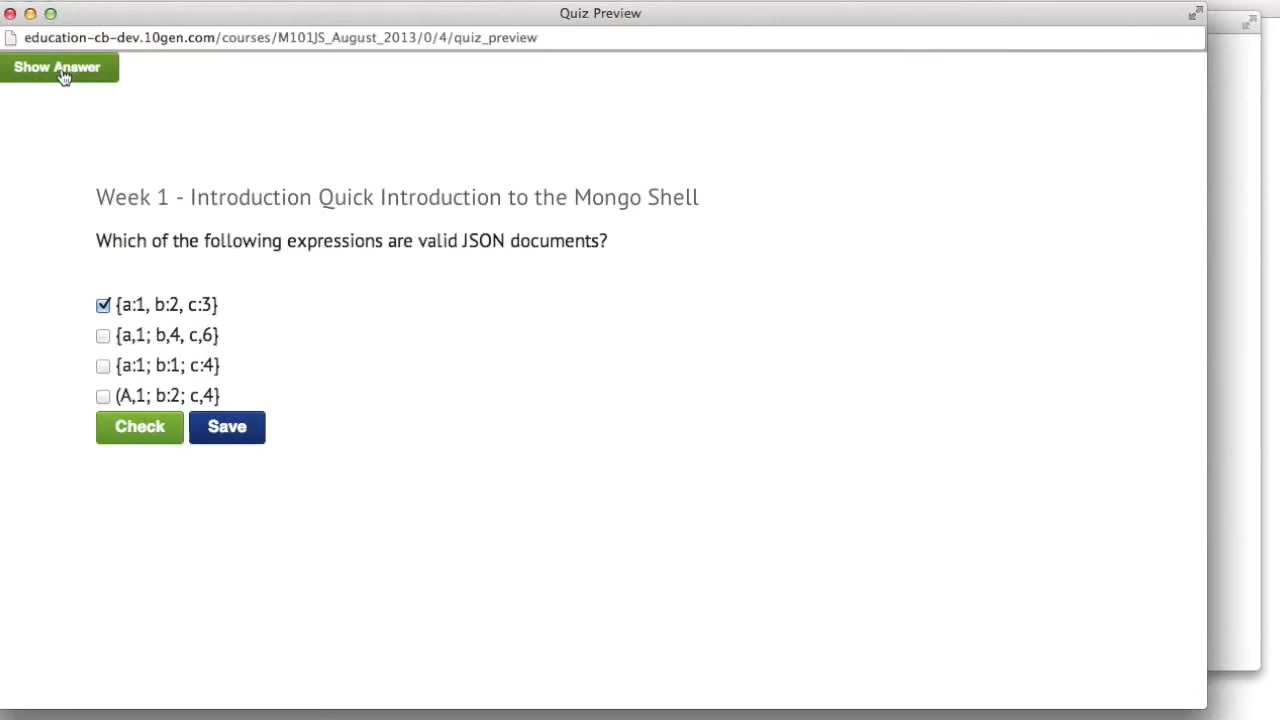 Quiz Preview
education-cb-dev.10gen.com/courses/M101JS_August_2013/0/4/quiz_preview
Show Answer
Week 1 - Introduction Quick Introduction to the Mongo Shell
Which of the following expressions are valid JSON documents?
{a:1, b:2, c:3}
{a,1; b,4, c,6}
{a:1; b:1; c:4}
(A,1; b:2; c,4}
Check Save